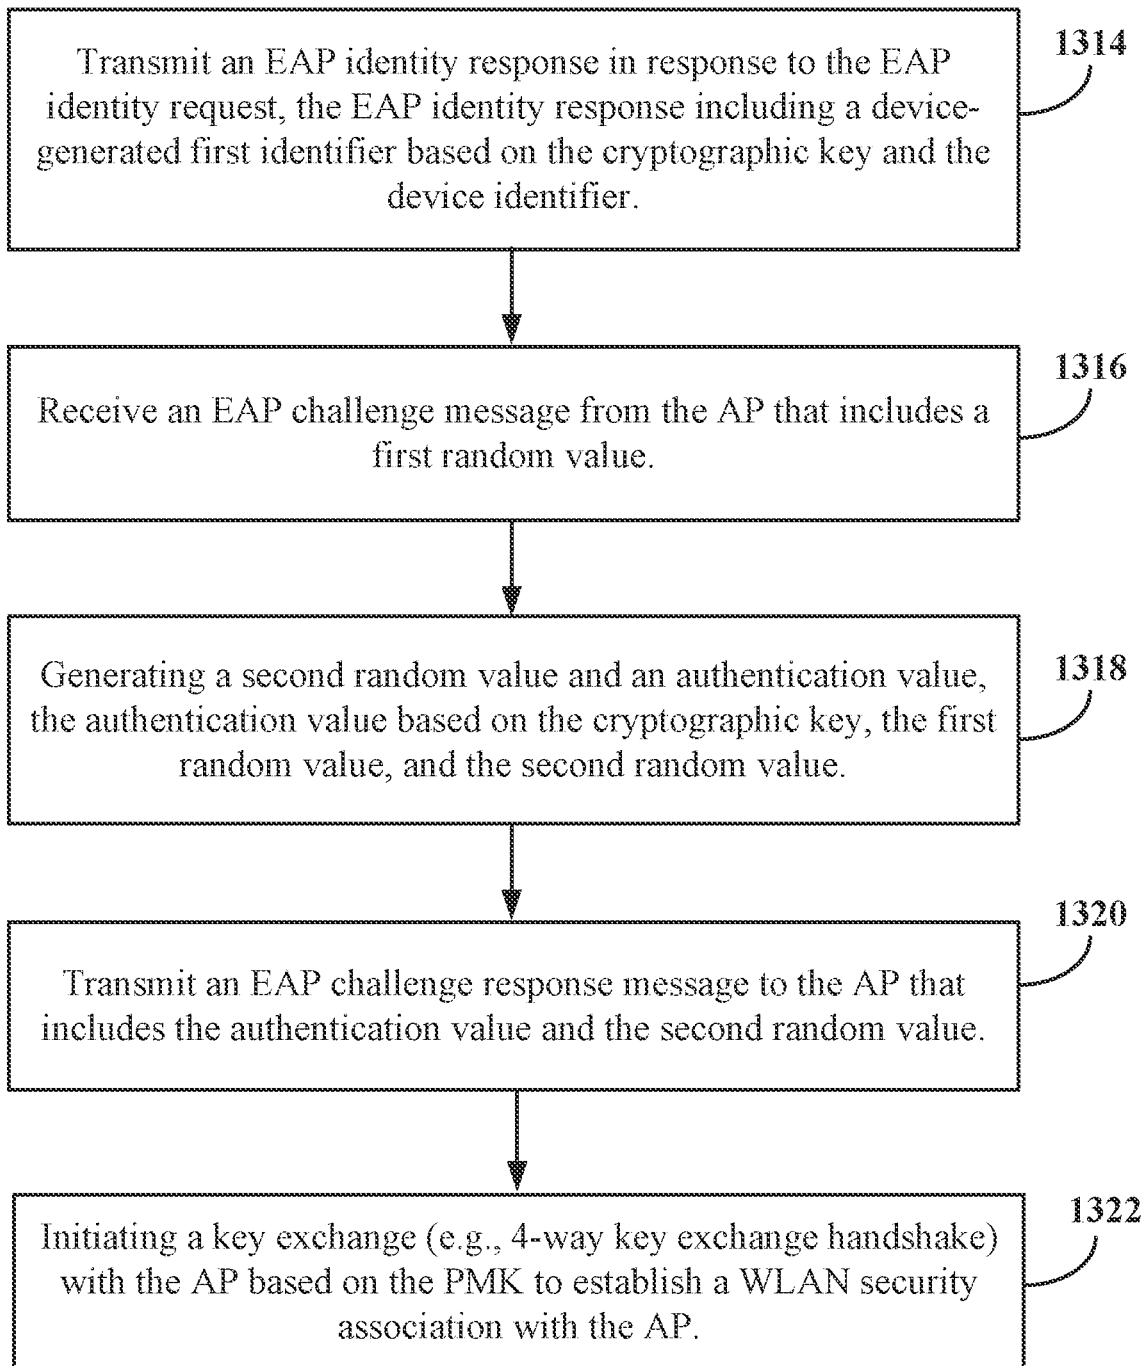 1314
Transmit an EAP identity response in response to the EAP
identity request, the EAP identity response including a device-
generated first identifier based on the cryptographic key and the
device identifier.
1316
Receive an EAP challenge message from the AP that includes a
first random value.
1318
Generating a second random value and an authentication value,
the authentication value based on the cryptographic key, the first
random value, and the second random value.
1320
Transmit an EAP challenge response message to the AP that
includes the authentication value and the second random value.
1322
Initiating a key exchange (e.g., 4-way key exchange handshake)
with the AP based on the PMK to establish a WLAN security
association with the AP.